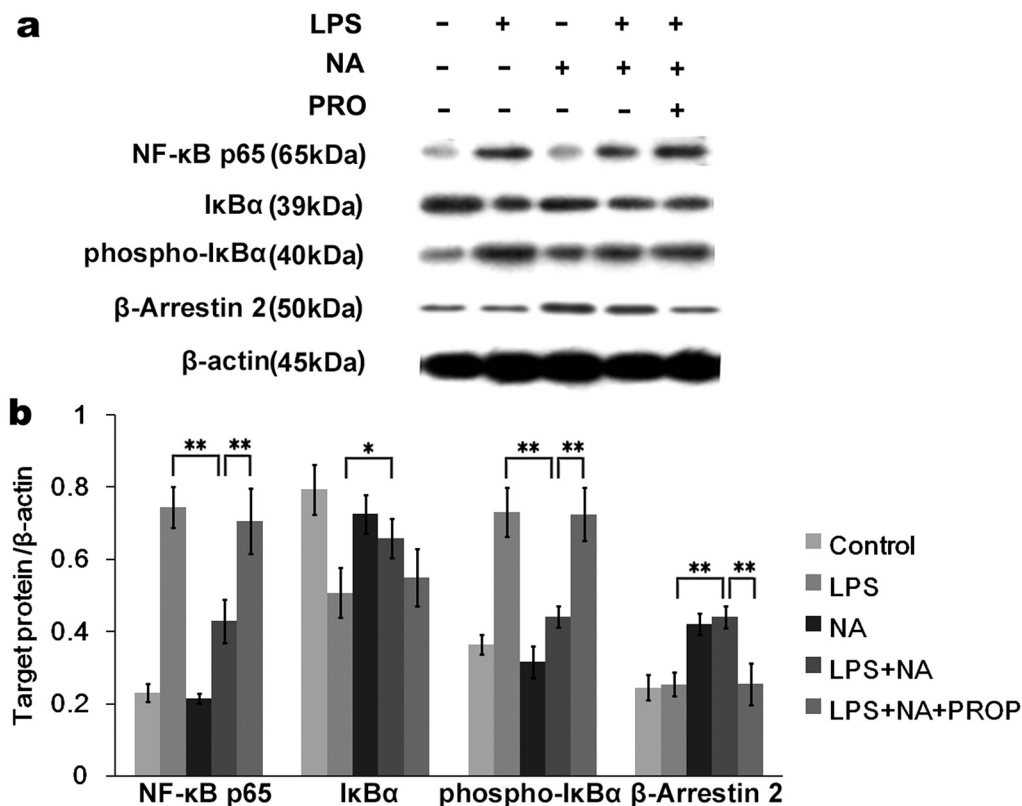 a
LPS - + - + +
NA - - + + +
PRO - - - - +
NF-κB p65 (65kDa)
IκBα (39kDa)
phospho-IκBα (40kDa)
β-Arrestin 2 (50kDa)
β-actin (45kDa)
b
Target protein /β-actin
1
0.8
0.6
0.4
0.2
0
** **
*
** **
** **
NF-κB p65 IκBα phospho-IκBα β-Arrestin 2
Control
LPS
NA
LPS+NA
LPS+NA+PROP